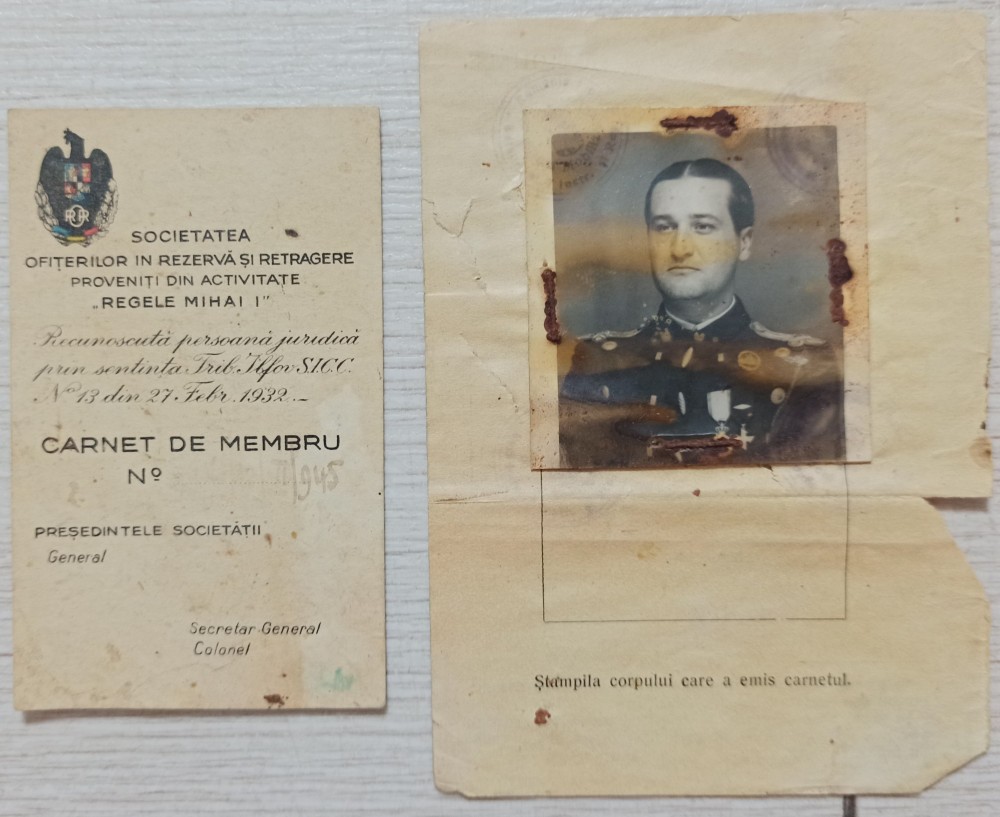 SOCIETATEA
OFIȚERILOR IN REZERVĂ ȘI RETRAGERE
PROVENIȚI DIN ACTIVITATE
„REGELE MIHAI I"
Recunoscută persoană juridică
prin sentința Trib. Ilfov S.I.C.C.
Nº 13 din 27 Febr. 1932.—
CARNET DE MEMBRU
Nº /945
PREȘEDINTELE SOCIETĂȚII
General
Secretar General
Colonel
Ștampila corpului care a emis carnetul.